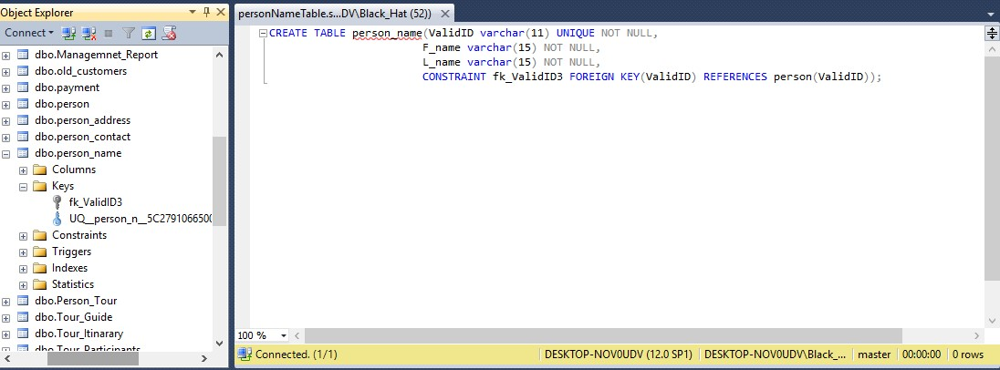 Object Explorer
Connect
dbo.Managemnet_Report
dbo.old_customers
dbo.payment
dbo.person
dbo.person_address
dbo.person_contact
dbo.person_name
Columns
Keys
fk_ValidID3
UQ__person_n__5C2791066500
Constraints
Triggers
Indexes
Statistics
dbo.Person_Tour
dbo.Tour_Guide
dbo.Tour_Itinarary
dbo.Tour_Participants
personNameTable.s...DV\Black_Hat (52))
CREATE TABLE person_name(ValidID varchar(11) UNIQUE NOT NULL,
F_name varchar(15) NOT NULL,
L_name varchar(15) NOT NULL,
CONSTRAINT fk_ValidID3 FOREIGN KEY(ValidID) REFERENCES person(ValidID));
100 %
Connected. (1/1)
DESKTOP-NOV0UDV (12.0 SP1)
DESKTOP-NOV0UDV\Black_...
master
00:00:00
0 rows